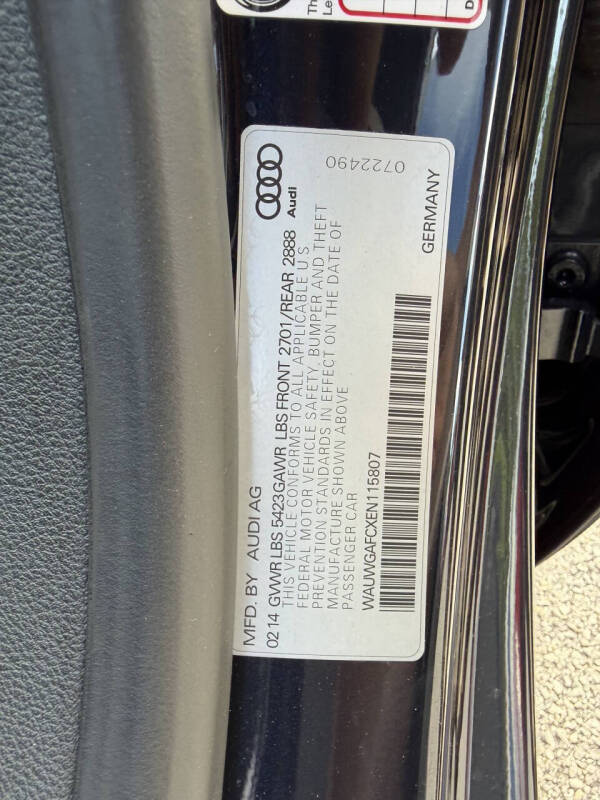 Th
Le
D
0722490
Audi
MFD. BY AUDI AG
02 14 GVWR LBS 5423GAWR LBS FRONT 2701/REAR 2888
THIS VEHICLE CONFORMS TO ALL APPLICABLE U S
FEDERAL MOTOR VEHICLE SAFETY, BUMPER AND THEFT
PREVENTION STANDARDS IN EFFECT ON THE DATE OF
MANUFACTURE SHOWN ABOVE
PASSENGER CAR
WAUWGAFCXEN115807
GERMANY